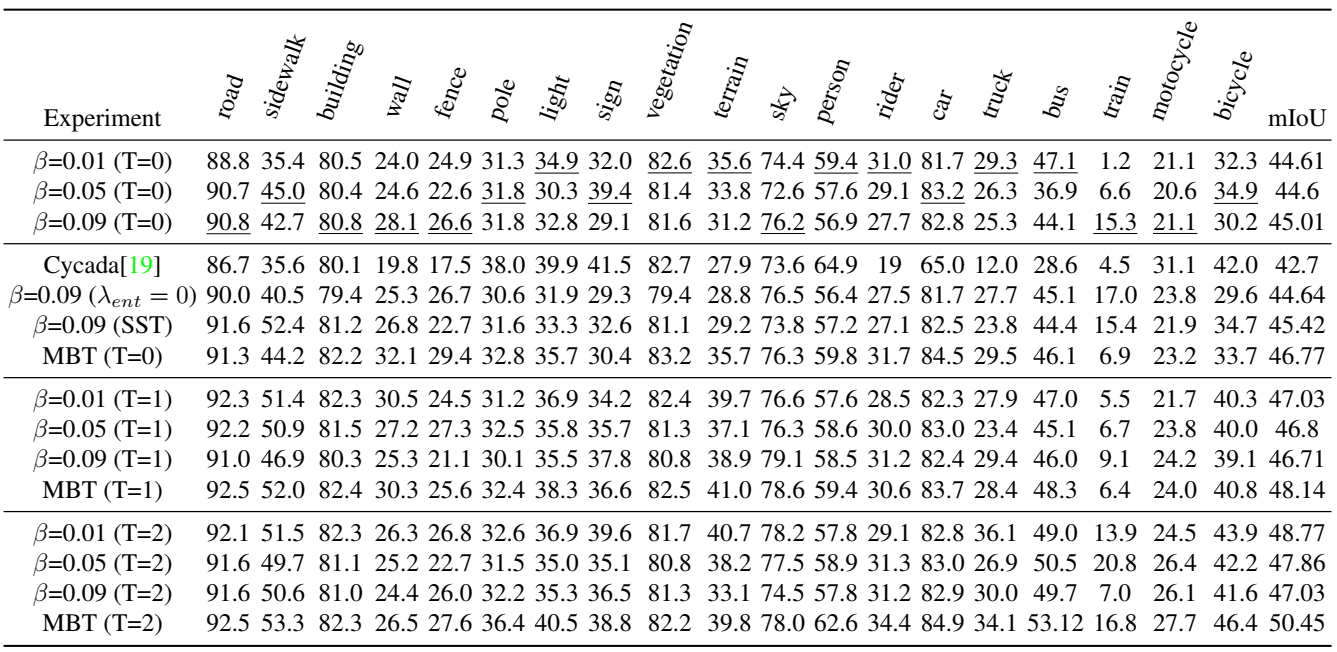 Experiment road sidewalk building wall fence pole light sign vegetation terrain sky person rider car truck bus train motocycle bicycle mIoU
β=0.01 (T=0) 88.8 35.4 80.5 24.0 24.9 31.3 34.9 32.0 82.6 35.6 74.4 59.4 31.0 81.7 29.3 47.1 1.2 21.1 32.3 44.61
β=0.05 (T=0) 90.7 45.0 80.4 24.6 22.6 31.8 30.3 39.4 81.4 33.8 72.6 57.6 29.1 83.2 26.3 36.9 6.6 20.6 34.9 44.6
β=0.09 (T=0) 90.8 42.7 80.8 28.1 26.6 31.8 32.8 29.1 81.6 31.2 76.2 56.9 27.7 82.8 25.3 44.1 15.3 21.1 30.2 45.01
Cycada[19] 86.7 35.6 80.1 19.8 17.5 38.0 39.9 41.5 82.7 27.9 73.6 64.9 19 65.0 12.0 28.6 4.5 31.1 42.0 42.7
β=0.09 (λent = 0) 90.0 40.5 79.4 25.3 26.7 30.6 31.9 29.3 79.4 28.8 76.5 56.4 27.5 81.7 27.7 45.1 17.0 23.8 29.6 44.64
β=0.09 (SST) 91.6 52.4 81.2 26.8 22.7 31.6 33.3 32.6 81.1 29.2 73.8 57.2 27.1 82.5 23.8 44.4 15.4 21.9 34.7 45.42
MBT (T=0) 91.3 44.2 82.2 32.1 29.4 32.8 35.7 30.4 83.2 35.7 76.3 59.8 31.7 84.5 29.5 46.1 6.9 23.2 33.7 46.77
β=0.01 (T=1) 92.3 51.4 82.3 30.5 24.5 31.2 36.9 34.2 82.4 39.7 76.6 57.6 28.5 82.3 27.9 47.0 5.5 21.7 40.3 47.03
β=0.05 (T=1) 92.2 50.9 81.5 27.2 27.3 32.5 35.8 35.7 81.3 37.1 76.3 58.6 30.0 83.0 23.4 45.1 6.7 23.8 40.0 46.8
β=0.09 (T=1) 91.0 46.9 80.3 25.3 21.1 30.1 35.5 37.8 80.8 38.9 79.1 58.5 31.2 82.4 29.4 46.0 9.1 24.2 39.1 46.71
MBT (T=1) 92.5 52.0 82.4 30.3 25.6 32.4 38.3 36.6 82.5 41.0 78.6 59.4 30.6 83.7 28.4 48.3 6.4 24.0 40.8 48.14
β=0.01 (T=2) 92.1 51.5 82.3 26.3 26.8 32.6 36.9 39.6 81.7 40.7 78.2 57.8 29.1 82.8 36.1 49.0 13.9 24.5 43.9 48.77
β=0.05 (T=2) 91.6 49.7 81.1 25.2 22.7 31.5 35.0 35.1 80.8 38.2 77.5 58.9 31.3 83.0 26.9 50.5 20.8 26.4 42.2 47.86
β=0.09 (T=2) 91.6 50.6 81.0 24.4 26.0 32.2 35.3 36.5 81.3 33.1 74.5 57.8 31.2 82.9 30.0 49.7 7.0 26.1 41.6 47.03
MBT (T=2) 92.5 53.3 82.3 26.5 27.6 36.4 40.5 38.8 82.2 39.8 78.0 62.6 34.4 84.9 34.1 53.12 16.8 27.7 46.4 50.45